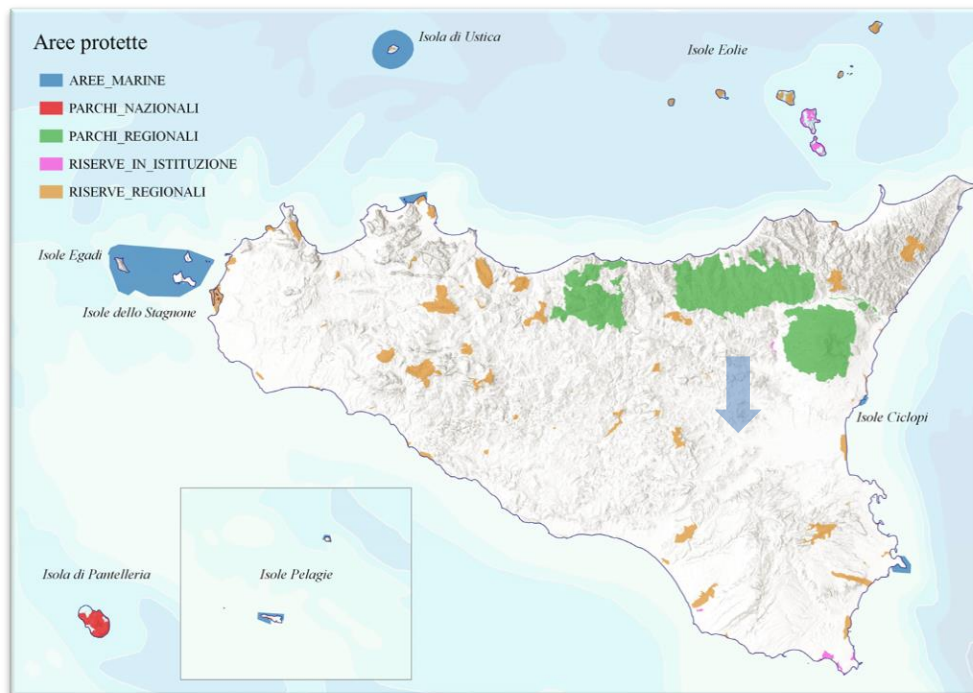 Aree protette
AREE_MARINE
PARCHI_NAZIONALI
PARCHI_REGIONALI
RISERVE_IN_ISTITUZIONE
RISERVE_REGIONALI
Isola di Ustica
Isole Eolie
Isole Egadi
Isole dello Stagnone
Isole Ciclopi
Isola di Pantelleria
Isole Pelagie